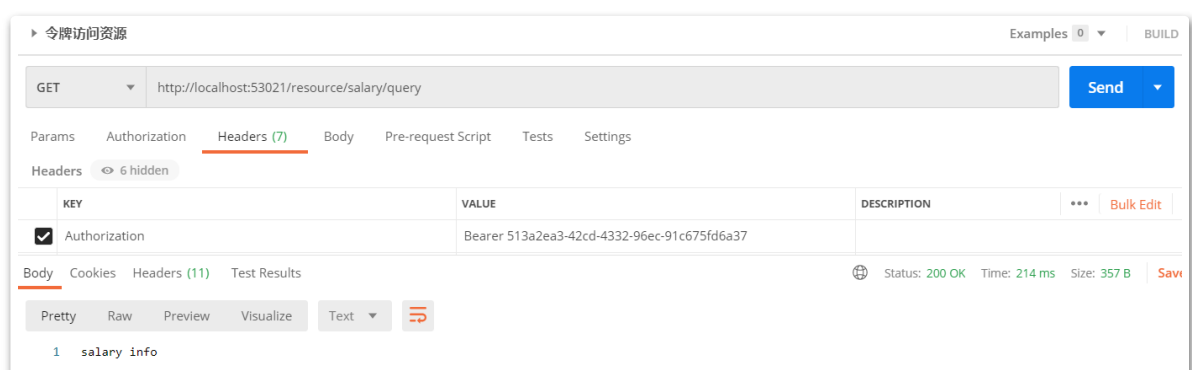 令牌访问资源 Examples 0 BUILD
GET http://localhost:53021/resource/salary/query Send
Params Authorization Headers (7) Body Pre-request Script Tests Settings
Headers 6 hidden
KEY VALUE DESCRIPTION ••• Bulk Edit
Authorization Bearer 513a2ea3-42cd-4332-96ec-91c675fd6a37
Body Cookies Headers (11) Test Results Status: 200 OK Time: 214 ms Size: 357 B Save
Pretty Raw Preview Visualize Text
1 salary info